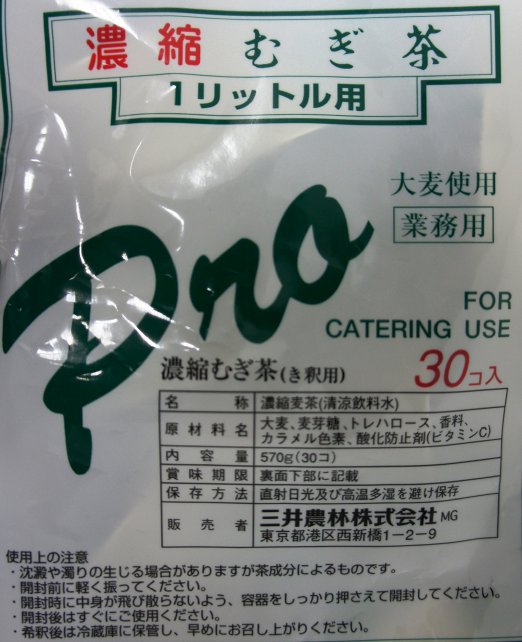 濃縮むぎ茶
1リットル用
Pro
大麦使用
業務用
FOR
CATERING USE
濃縮むぎ茶(き釈用)
30コ入
名称 濃縮麦茶(清涼飲料水)
原材料名 大麦、麦芽糖、トレハロース、香料、
カラメル色素、酸化防止剤(ビタミンC)
内容量 570g(30コ)
賞味期限 裏面下部に記載
保存方法 直射日光及び高温多湿を避け保存
販売者 三井農林株式会社 MG
東京都港区西新橋1-2-9
使用上の注意
・沈澱や濁りの生じる場合がありますが茶成分によるものです。
・開封前に軽く振ってください。
・開封時に中身が飛び散らないよう、容器をしっかり押さえて開封してください。
・開封後はすぐにご使用ください。
・希釈後は冷蔵庫に保管し、早めにお召し上がりください。